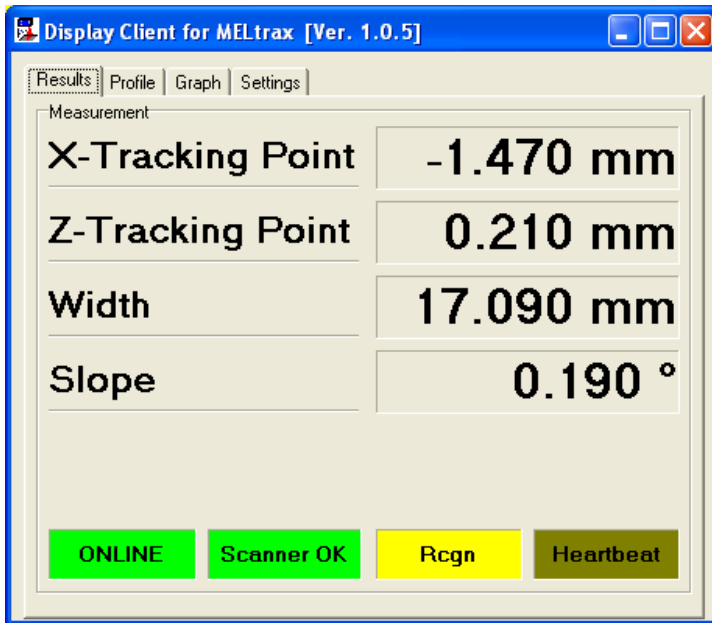 Display Client for MELtrax [Ver. 1.0.5]
Results Profile Graph Settings
Measurement
X-Tracking Point -1.470 mm
Z-Tracking Point 0.210 mm
Width 17.090 mm
Slope 0.190 °
ONLINE Scanner OK Rcgn Heartbeat